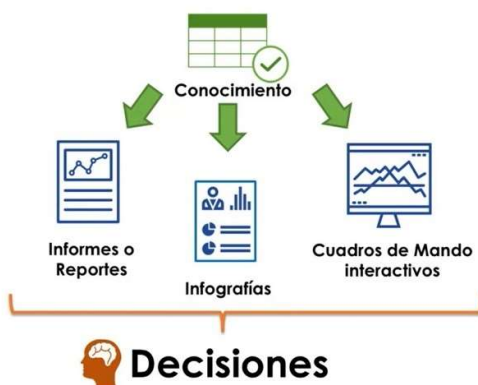 Conocimiento
Informes o
Reportes
Infografías
Cuadros de Mando
interactivos
Decisiones